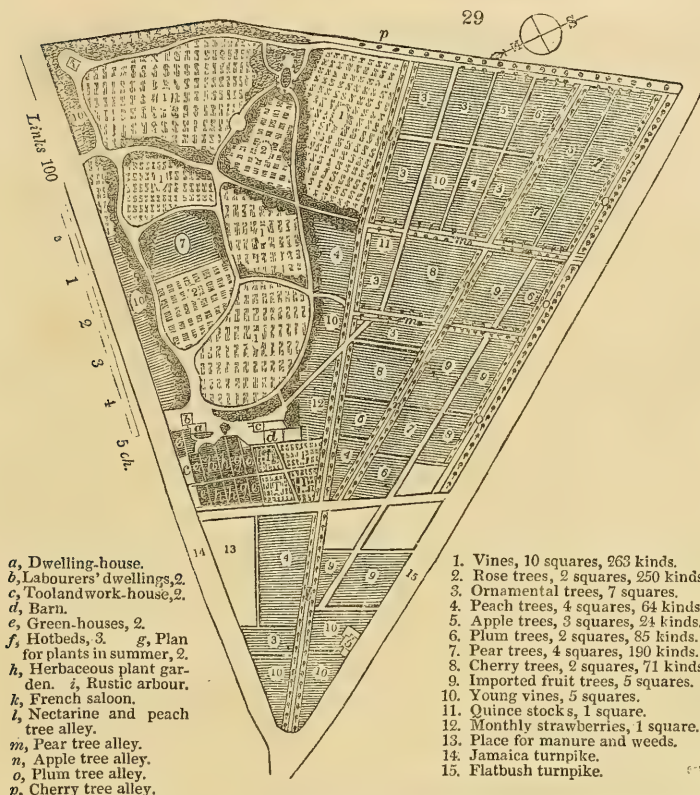 29
p
Links 100
0
1
2
3
4
5 ch.
a, Dwelling-house.
b, Labourers' dwellings, 2.
c, Tool and work-house, 2.
d, Barn.
e, Green-houses, 2.
f, Hotbeds, 3. g, Plan
for plants in summer, 2.
h, Herbaceous plant gar-
den. i, Rustic arbour.
k, French saloon.
l, Nectarine and peach
tree alley.
m, Pear tree alley.
n, Apple tree alley.
o, Plum tree alley.
p, Cherry tree alley.
1. Vines, 10 squares, 263 kinds.
2. Rose trees, 2 squares, 250 kinds
3. Ornamental trees, 7 squares.
4. Peach trees, 4 squares, 64 kinds
5. Apple trees, 3 squares, 24 kinds.
6. Plum trees, 2 squares, 85 kinds.
7. Pear trees, 4 squares, 190 kinds.
8. Cherry trees, 2 squares, 71 kinds
9. Imported fruit trees, 5 squares.
10. Young vines, 5 squares.
11. Quince stocks, 1 square.
12. Monthly strawberries, 1 square.
13. Place for manure and weeds.
14. Jamaica turnpike.
15. Flatbush turnpike.